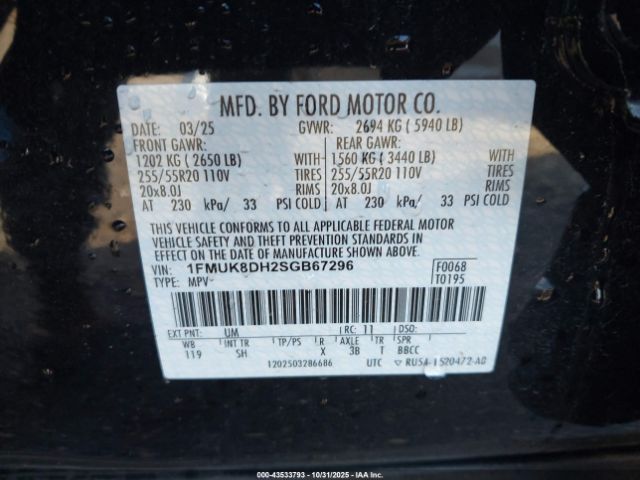 MFD. BY FORD MOTOR CO.
DATE: 03/25 GVWR: 2694 KG ( 5940 LB)
FRONT GAWR: REAR GAWR:
1202 KG ( 2650 LB) WITH 1560 KG ( 3440 LB) WITH
255/55R20 110V TIRES 255/55R20 110V TIRES
20x8.0J RIMS 20x8.0J RIMS
AT 230 kPa/ 33 PSI COLD AT 230 kPa/ 33 PSI COLD
THIS VEHICLE CONFORMS TO ALL APPLICABLE FEDERAL MOTOR
VEHICLE SAFETY AND THEFT PREVENTION STANDARDS IN
EFFECT ON THE DATE OF MANUFACTURE SHOWN ABOVE.
VIN: 1FMUK8DH2SGB67296 F0068
TYPE: MPV T0195
EXT PNT: UM RC: 11 DSO:
WB INT TR TP/PS R AXLE TR SPR
119 SH X 3B T BBCC
1202503286686 UTC ▽ RU5A-1520472-AC
00-43533793 - 10/31/2025 - Copart IAA Inc.